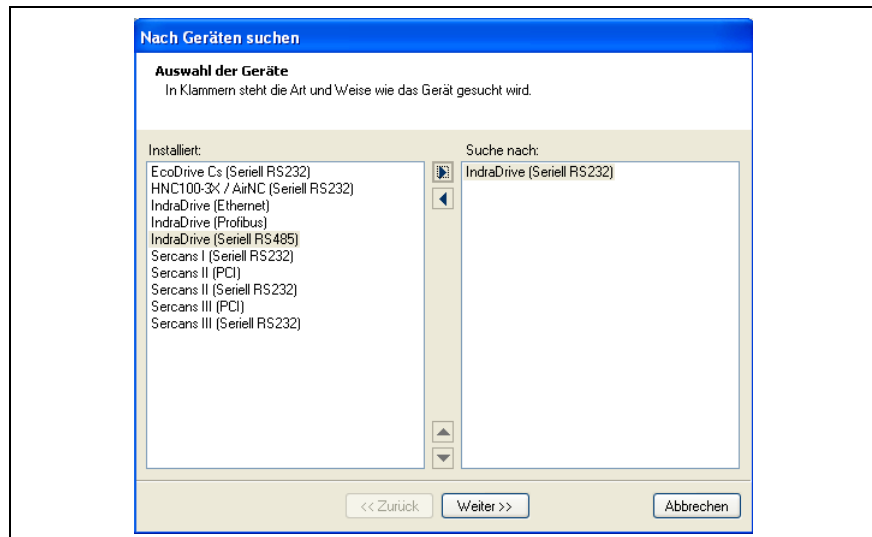 Nach Geräten suchen
Auswahl der Geräte
In Klammern steht die Art und Weise wie das Gerät gesucht wird.
Installiert:
EcoDrive Cs (Seriell RS232)
HNC100-3X / AirNC (Seriell RS232)
IndraDrive (Ethernet)
IndraDrive (Profibus)
IndraDrive (Seriell RS485)
Sercans I (Seriell RS232)
Sercans II (PCI)
Sercans II (Seriell RS232)
Sercans III (PCI)
Sercans III (Seriell RS232)
Suche nach:
IndraDrive (Seriell RS232)
<< Zurück
Weiter >>
Abbrechen